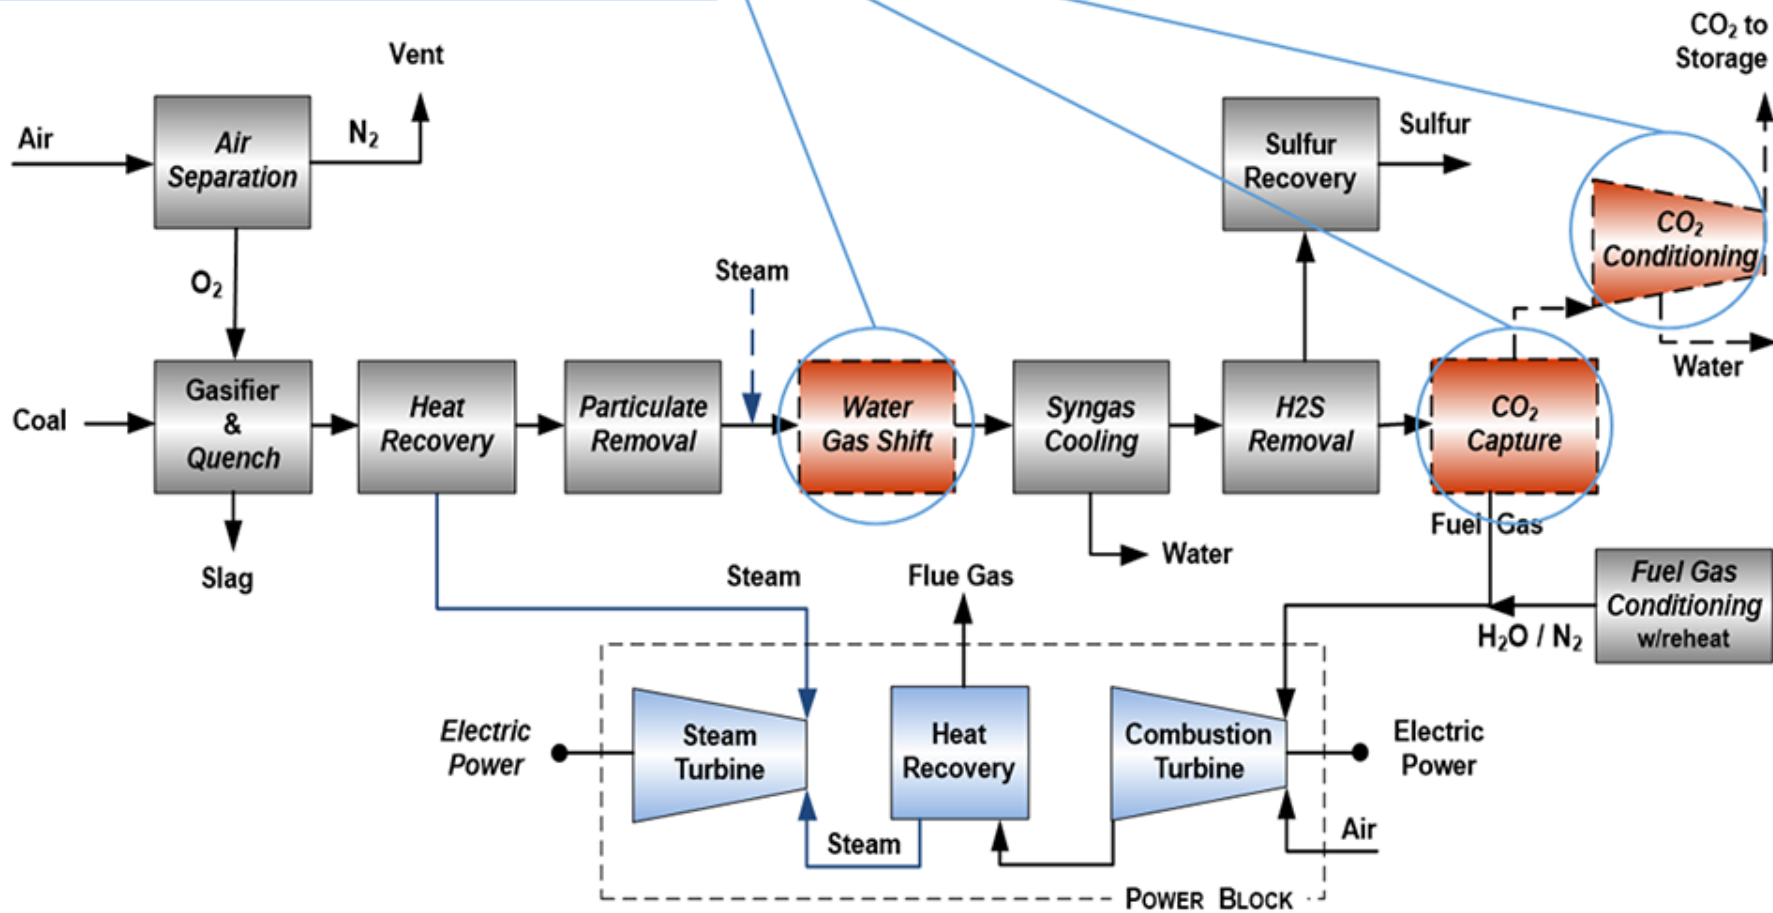 CO₂ to
Storage
Vent
Air
Air
Separation
N₂
Sulfur
Recovery
Sulfur
CO₂
Conditioning
O₂
Steam
Water
Coal
Gasifier
&
Quench
Heat
Recovery
Particulate
Removal
Water
Gas Shift
Syngas
Cooling
H2S
Removal
CO₂
Capture
Slag
Water
Fuel Gas
Steam
Flue Gas
Fuel Gas
Conditioning
w/reheat
H₂O / N₂
Electric
Power
Steam
Turbine
Heat
Recovery
Combustion
Turbine
Electric
Power
Steam
Air
POWER BLOCK